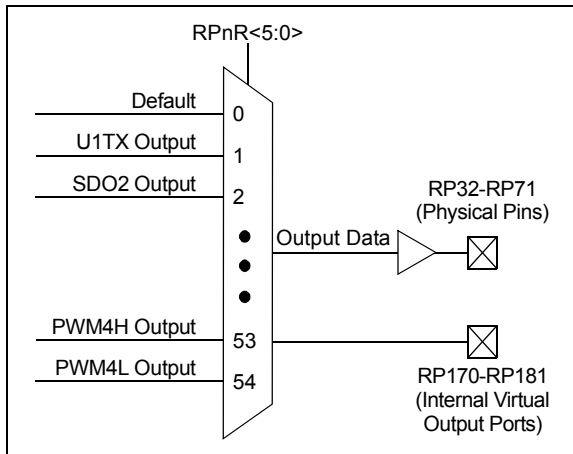 RPnR<5:0>
Default
0
U1TX Output
1
SDO2 Output
2
RP32-RP71
(Physical Pins)
Output Data
PWM4H Output
53
PWM4L Output
54
RP170-RP181
(Internal Virtual
Output Ports)